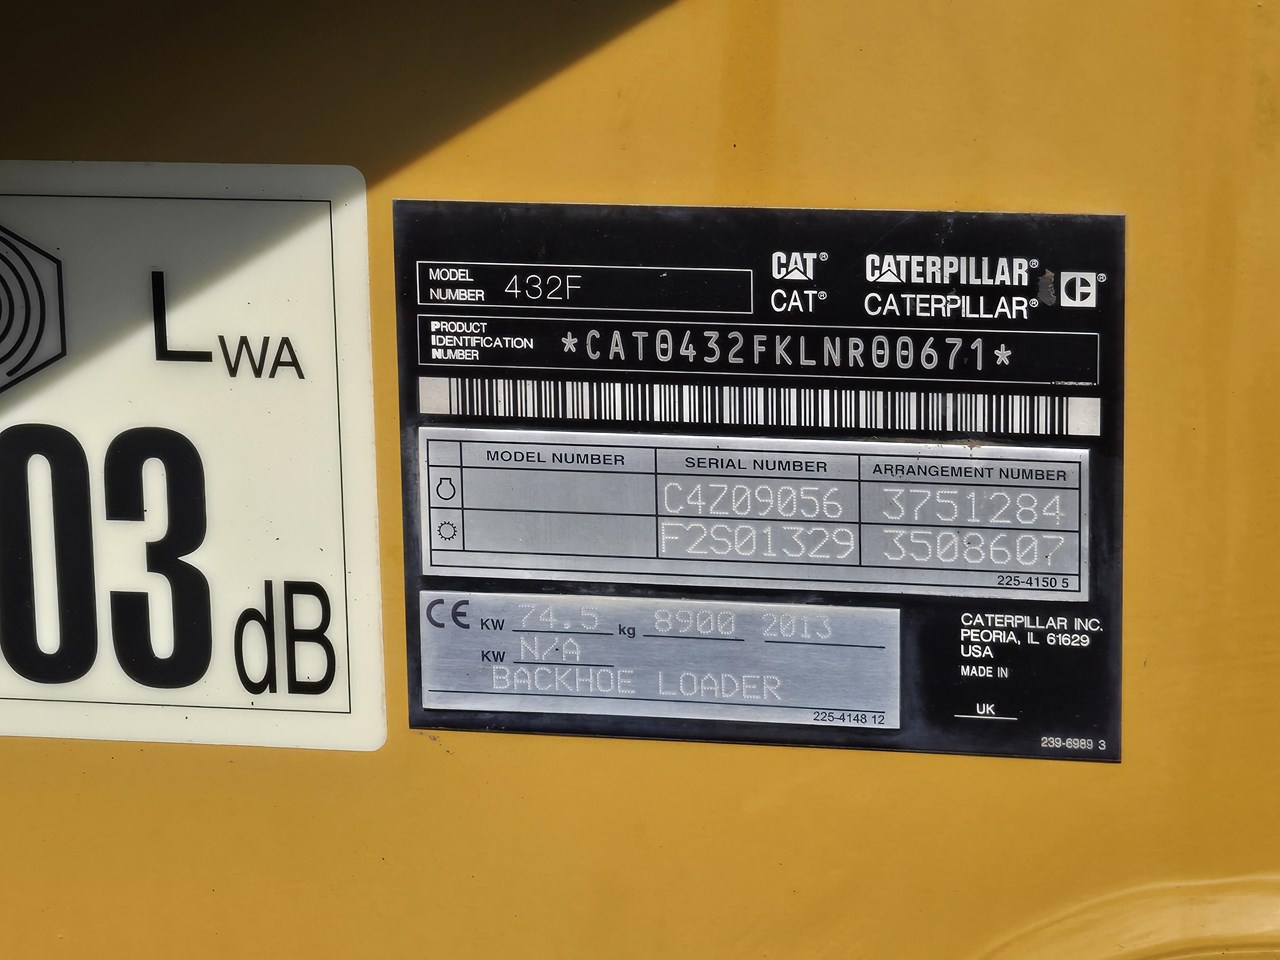 LWA
03
dB
MODEL NUMBER 432F
CAT® CATERPILLAR®
CAT® CATERPILLAR®
PRODUCT IDENTIFICATION NUMBER *CAT0432FKLNR00671*
MODEL NUMBER SERIAL NUMBER ARRANGEMENT NUMBER
C4Z09056 3751284
F2S01329 3508607
225-4150 5
CE KW 74.5 kg 8900 2013
KW N/A
BACKHOE LOADER
225-4148 12
CATERPILLAR INC.
PEORIA, IL 61629
USA
MADE IN
UK
239-6989 3